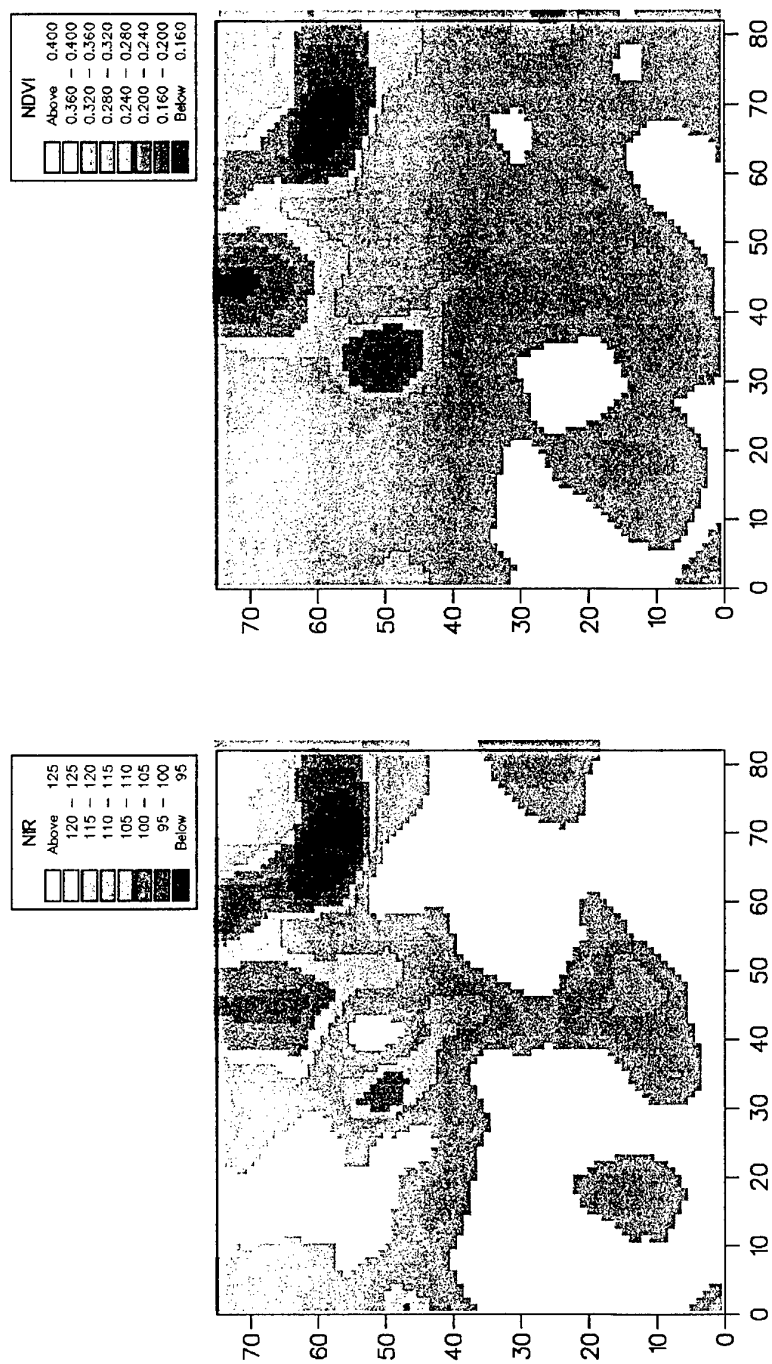 NIR
Above 125
120 – 125
115 – 120
110 – 115
105 – 110
100 – 105
95 – 100
Below 95
70
60
50
40
30
20
10
0
0 10 20 30 40 50 60 70 80
NDVI
Above 0.400
0.360 – 0.400
0.320 – 0.360
0.280 – 0.320
0.240 – 0.280
0.200 – 0.240
0.160 – 0.200
Below 0.160
70
60
50
40
30
20
10
0
0 10 20 30 40 50 60 70 80